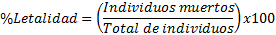 %Letalidad = (Individuos muertos / Total de individuos) x100